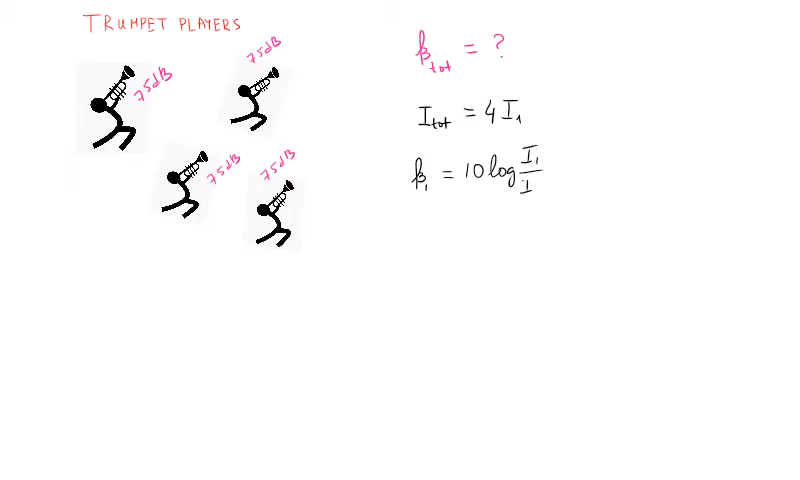 TRUMPET PLAYERS
75dB
75dB
75dB
75dB
β_tot = ?
I_tot = 4 I_1
β_1 = 10 log I_1/I